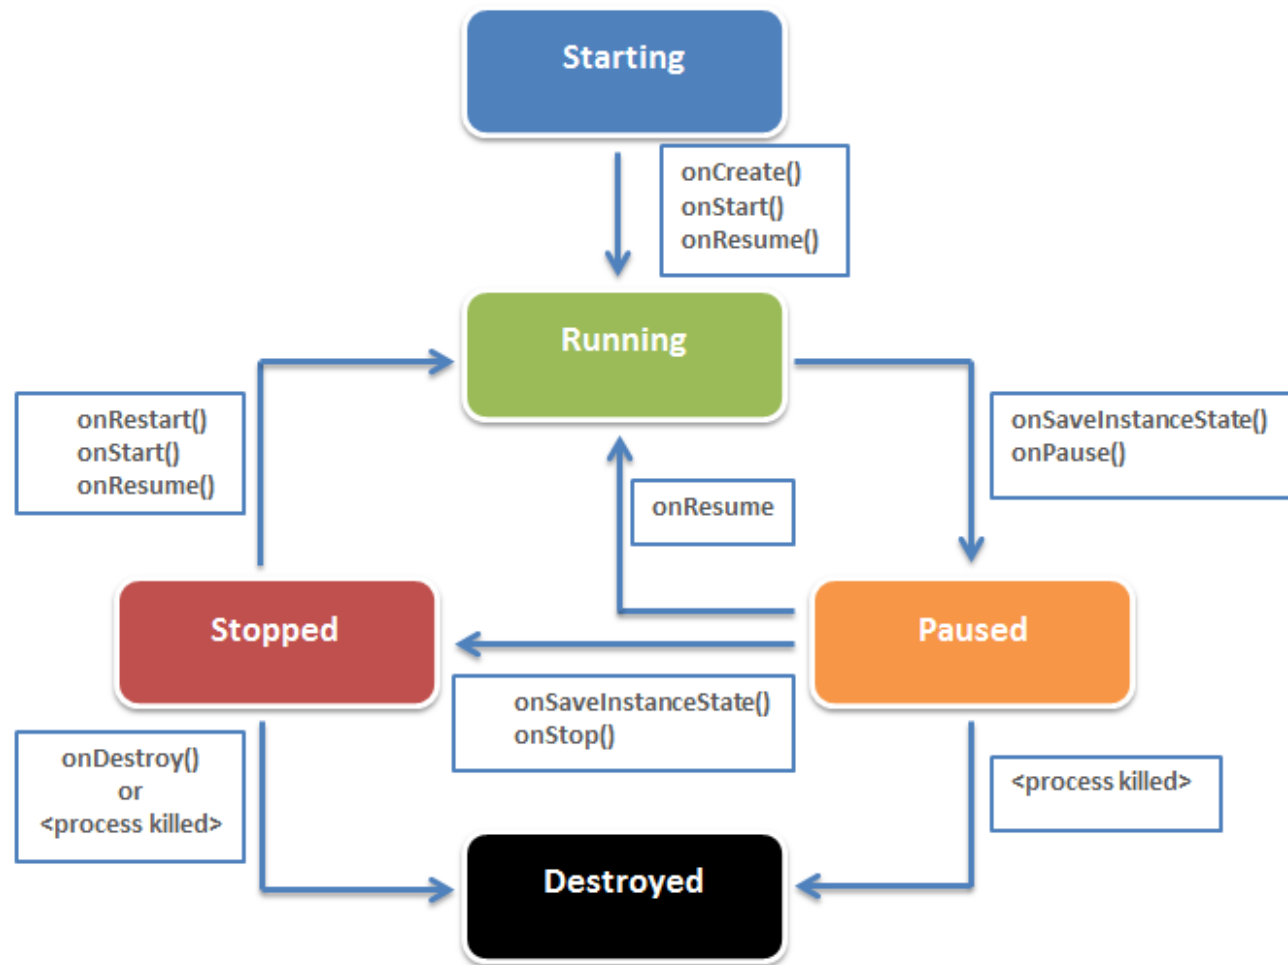 Starting
onCreate()
onStart()
onResume()
Running
onRestart()
onStart()
onResume()
onSaveInstanceState()
onPause()
onResume
Stopped
Paused
onSaveInstanceState()
onStop()
onDestroy()
or
<process killed>
<process killed>
Destroyed